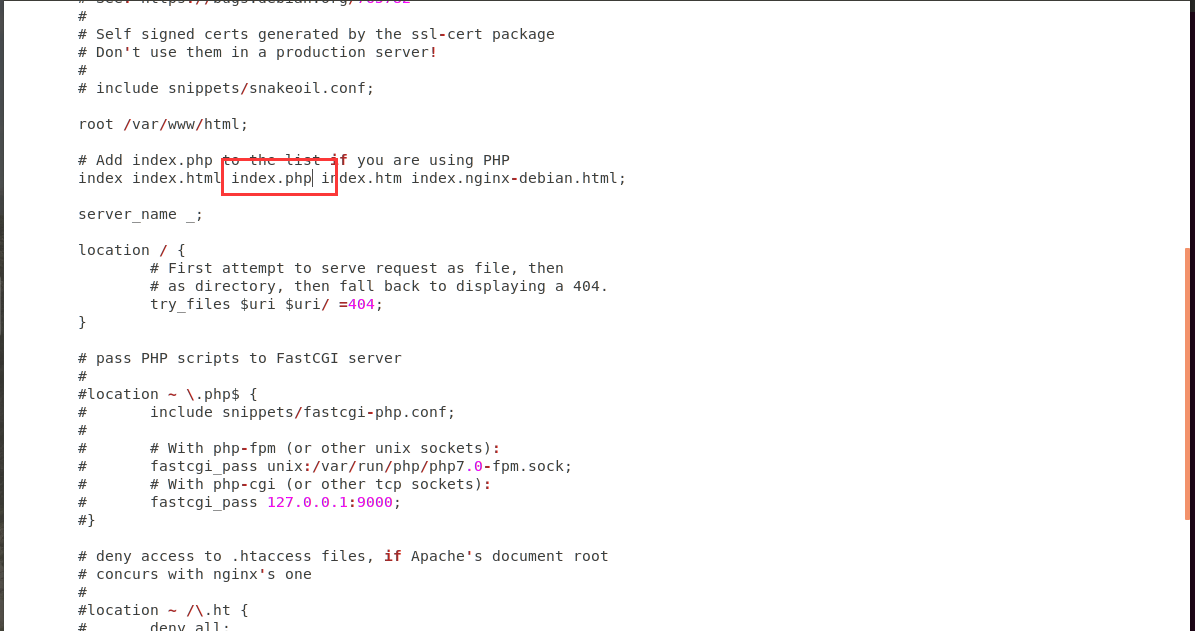 #
# Self signed certs generated by the ssl-cert package
# Don't use them in a production server!
#
# include snippets/snakeoil.conf;
root /var/www/html;
# Add index.php to the list if you are using PHP
index index.html index.php index.htm index.nginx-debian.html;
server_name _;
location / {
# First attempt to serve request as file, then
# as directory, then fall back to displaying a 404.
try_files $uri $uri/ =404;
}
# pass PHP scripts to FastCGI server
#
#location ~ \.php$ {
#       include snippets/fastcgi-php.conf;
#
#       # With php-fpm (or other unix sockets):
#       fastcgi_pass unix:/var/run/php/php7.0-fpm.sock;
#       # With php-cgi (or other tcp sockets):
#       fastcgi_pass 127.0.0.1:9000;
#}
# deny access to .htaccess files, if Apache's document root
# concurs with nginx's one
#
#location ~ /\.ht {
#       deny all;